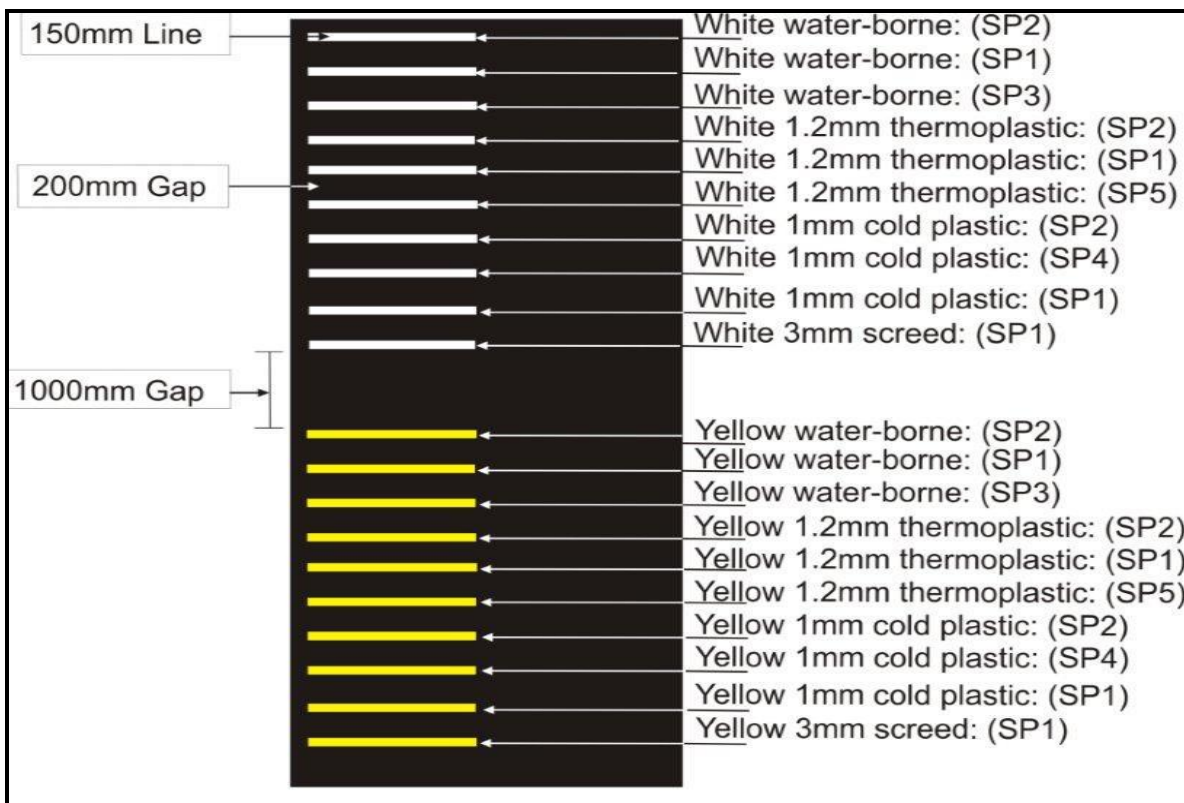 150mm Line
200mm Gap
1000mm Gap
White water-borne: (SP2)
White water-borne: (SP1)
White water-borne: (SP3)
White 1.2mm thermoplastic: (SP2)
White 1.2mm thermoplastic: (SP1)
White 1.2mm thermoplastic: (SP5)
White 1mm cold plastic: (SP2)
White 1mm cold plastic: (SP4)
White 1mm cold plastic: (SP1)
White 3mm screed: (SP1)
Yellow water-borne: (SP2)
Yellow water-borne: (SP1)
Yellow water-borne: (SP3)
Yellow 1.2mm thermoplastic: (SP2)
Yellow 1.2mm thermoplastic: (SP1)
Yellow 1.2mm thermoplastic: (SP5)
Yellow 1mm cold plastic: (SP2)
Yellow 1mm cold plastic: (SP4)
Yellow 1mm cold plastic: (SP1)
Yellow 3mm screed: (SP1)